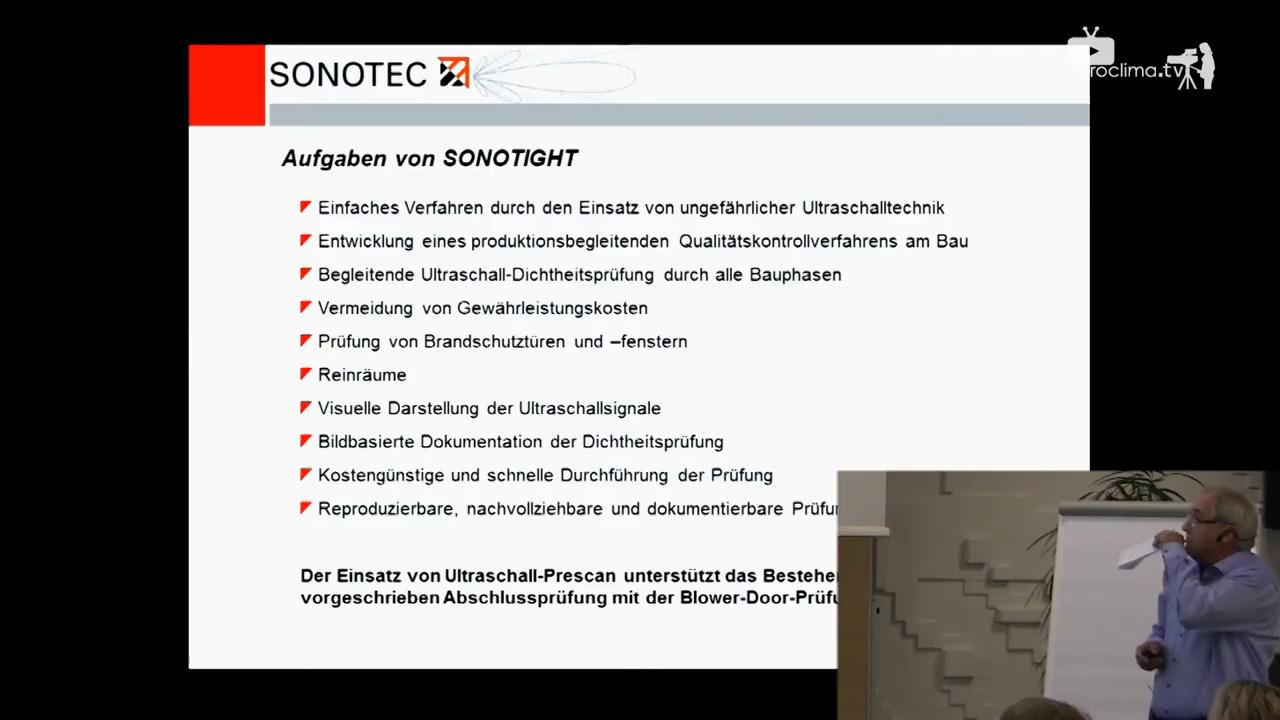 SONOTEC
roclima.tv
Aufgaben von SONOTIGHT
Einfaches Verfahren durch den Einsatz von ungefährlicher Ultraschalltechnik
Entwicklung eines produktionsbegleitenden Qualitätskontrollverfahrens am Bau
Begleitende Ultraschall-Dichtheitsprüfung durch alle Bauphasen
Vermeidung von Gewährleistungskosten
Prüfung von Brandschutztüren und –fenstern
Reinräume
Visuelle Darstellung der Ultraschallsignale
Bildbasierte Dokumentation der Dichtheitsprüfung
Kostengünstige und schnelle Durchführung der Prüfung
Reproduzierbare, nachvollziehbare und dokumentierbare
Der Einsatz von Ultraschall-Prescan unterstützt das
vorgeschrieben Abschlussprüfung mit der